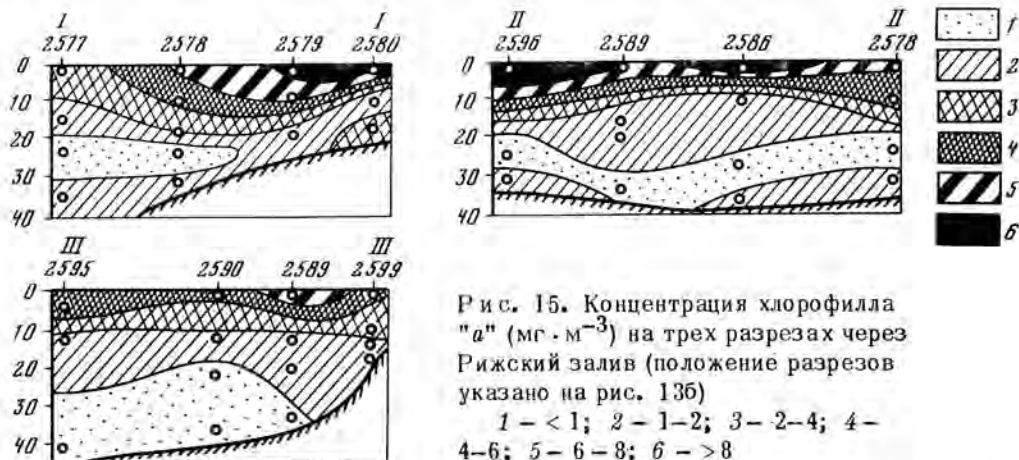 I I II II
2577 2578 2579 2580 2596 2589 2586 2578
0 0
10 10
20 20
30 30
40 40
1
2
3
4
5
6
III III
2595 2590 2589 2599
0
10
20
30
40
Рис. 15. Концентрация хлорофилла
"а" (мг · м⁻³) на трех разрезах через
Рижский залив (положение разрезов
указано на рис. 13б)
1 – < 1; 2 – 1–2; 3 – 2–4; 4 –
4–6; 5 – 6 – 8; 6 – >8